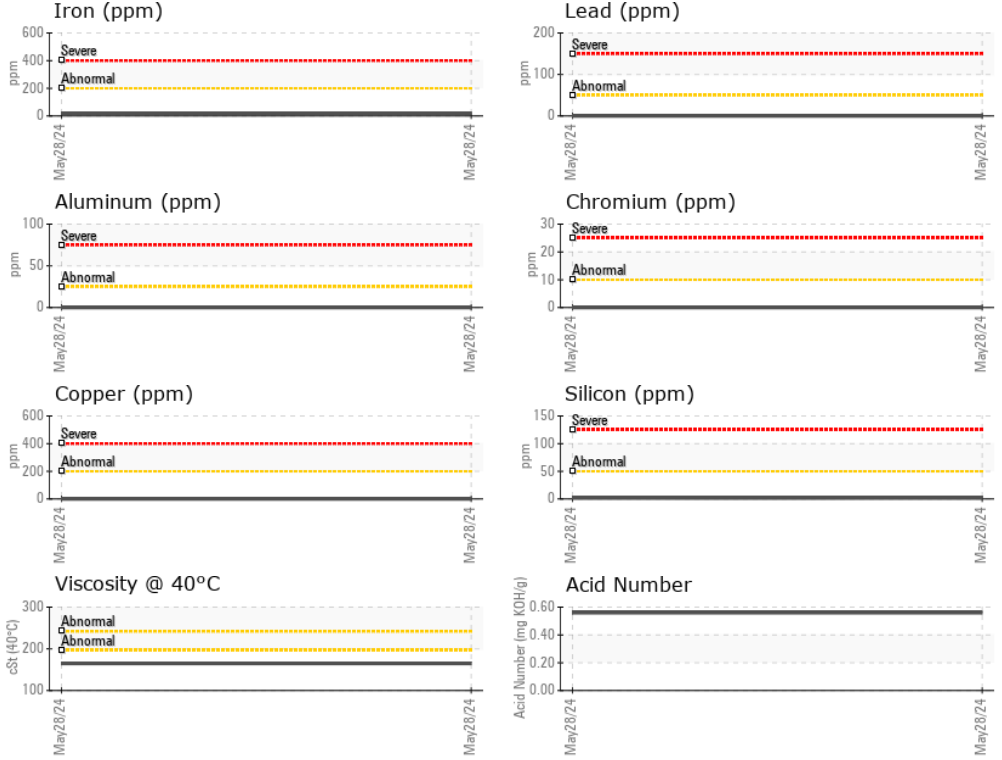 Iron (ppm)
600
Severe
400
Abnormal
200
0
ppm
May28/24
May28/24
Lead (ppm)
200
Severe
100
Abnormal
0
ppm
May28/24
May28/24
Aluminum (ppm)
100
Severe
50
Abnormal
0
ppm
May28/24
May28/24
Chromium (ppm)
30
Severe
20
Abnormal
10
0
ppm
May28/24
May28/24
Copper (ppm)
600
Severe
400
Abnormal
200
0
ppm
May28/24
May28/24
Silicon (ppm)
150
Severe
100
Abnormal
50
0
ppm
May28/24
May28/24
Viscosity @ 40°C
300
Abnormal
Abnormal
200
100
cSt (40°C)
May28/24
May28/24
Acid Number
0.60
0.40
0.20
0.00
Acid Number (mg KOH/g)
May28/24
May28/24